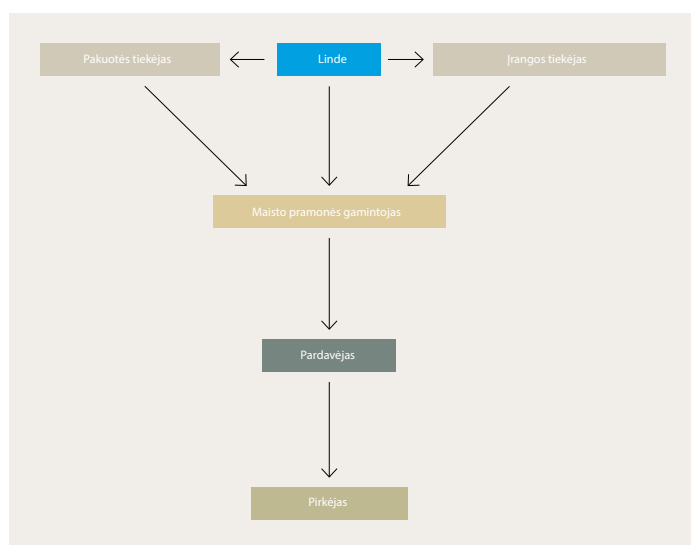 Pakuotės tiekėjas
Linde
Įrangos tiekėjas
Maisto pramonės gamintojas
Pardavėjas
Pirkėjas